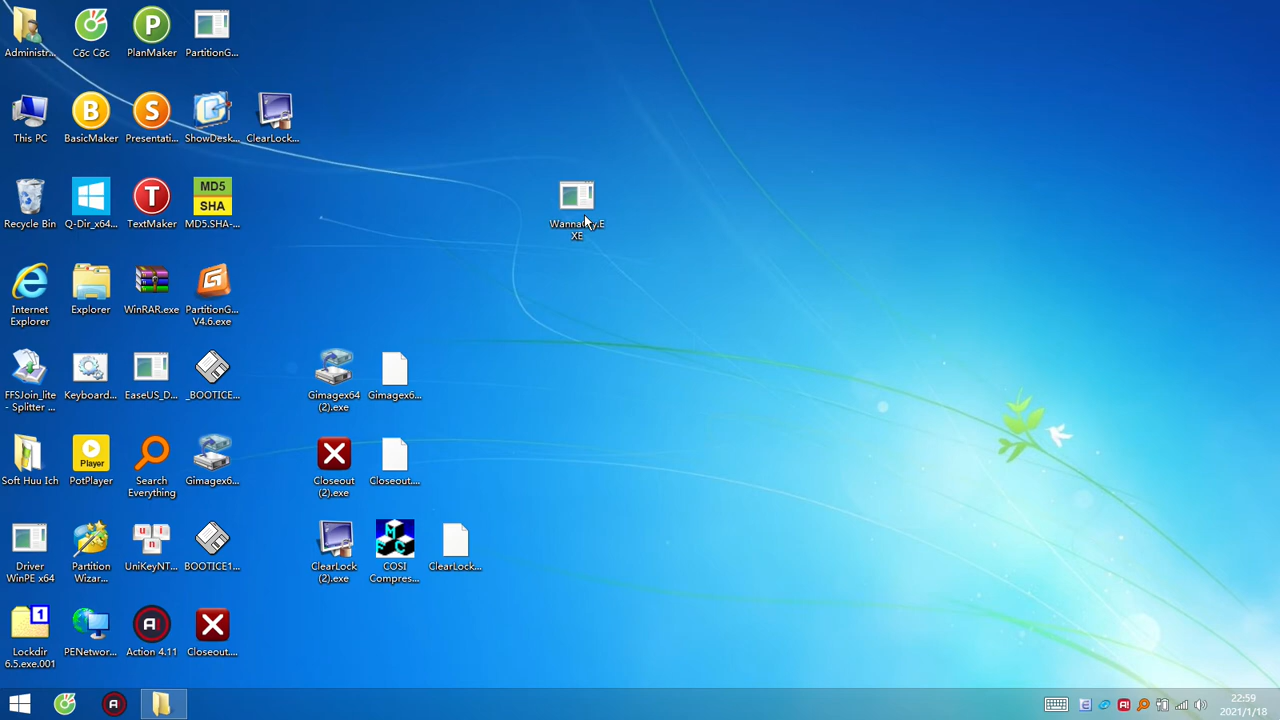 Administr...
Cốc Cốc
PlanMaker
PartitionG...
This PC
BasicMaker
Presentati...
ShowDesk...
ClearLock...
Recycle Bin
Q-Dir_x64...
TextMaker
MD5
SHA
MD5.SHA-...
EXE
Internet
Explorer
Explorer
WinRAR.exe
PartitionG...
V4.6.exe
FFSJoin_lite
- Splitter ...
Keyboard...
EaseUS_D...
_BOOTICE...
Gimagex64
(2).exe
Gimagex6...
Soft Huu Ich
Player
PotPlayer
Search
Everything
Gimagex6...
Closeout
(2).exe
Closeout....
Driver
WinPE x64
Partition
Wizar...
u i
n
UniKeyNT...
BOOTICE1...
ClearLock
(2).exe
M
F C
COSI
Compres...
ClearLock...
1
Lockdir
6.5.exe.001
PENetwor...
Action 4.11
Closeout....
22:59
2021/1/18